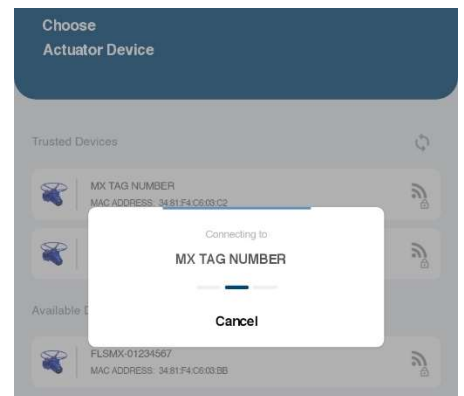 Choose
Actuator Device
Trusted Devices
MX TAG NUMBER
MAC ADDRESS: 34:81:F4:C6:03:C2
Connecting to
MX TAG NUMBER
Cancel
Available D
FLSMX-01234567
MAC ADDRESS: 34:81:F4:C6:03:BB